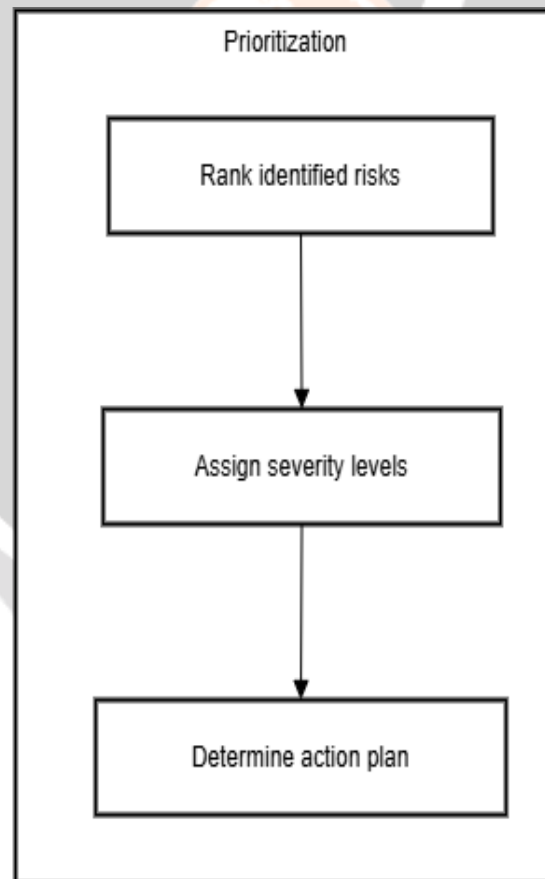 Prioritization
Rank identified risks
Assign severity levels
Determine action plan